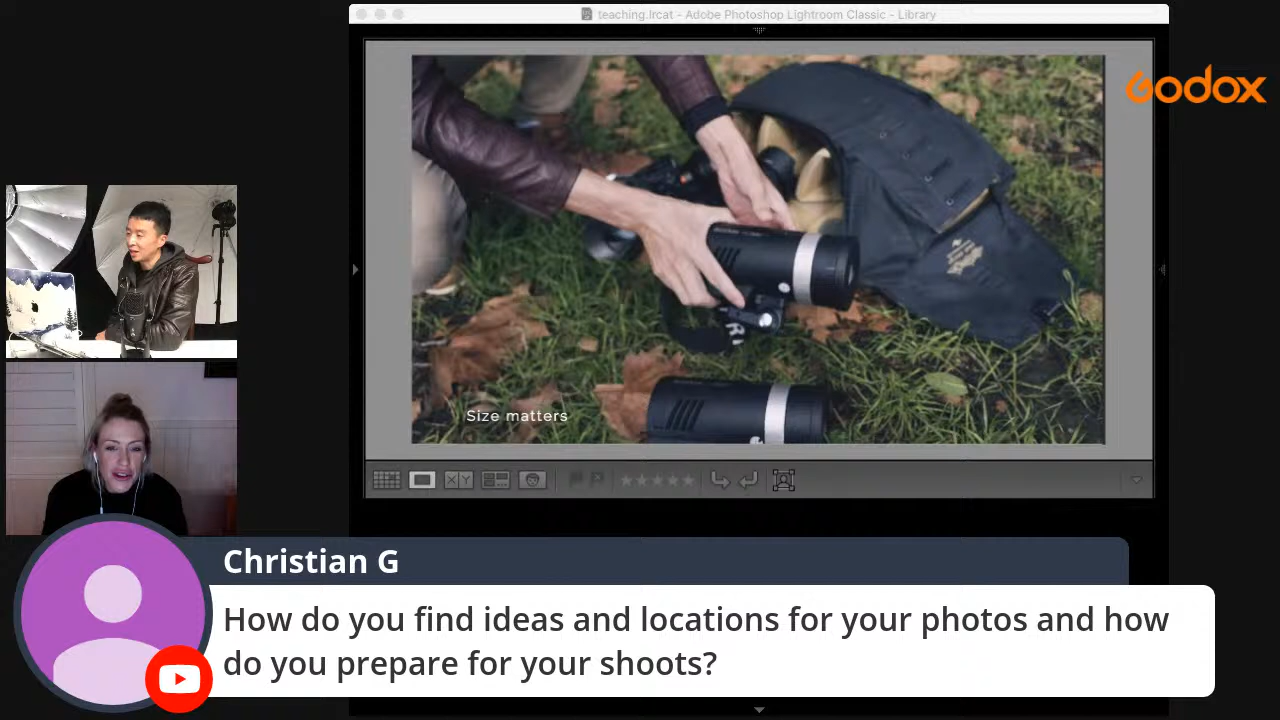 teaching.lrcat - Adobe Photoshop Lightroom Classic - Library
Godox
Size matters
XY
Christian G
How do you find ideas and locations for your photos and how
do you prepare for your shoots?